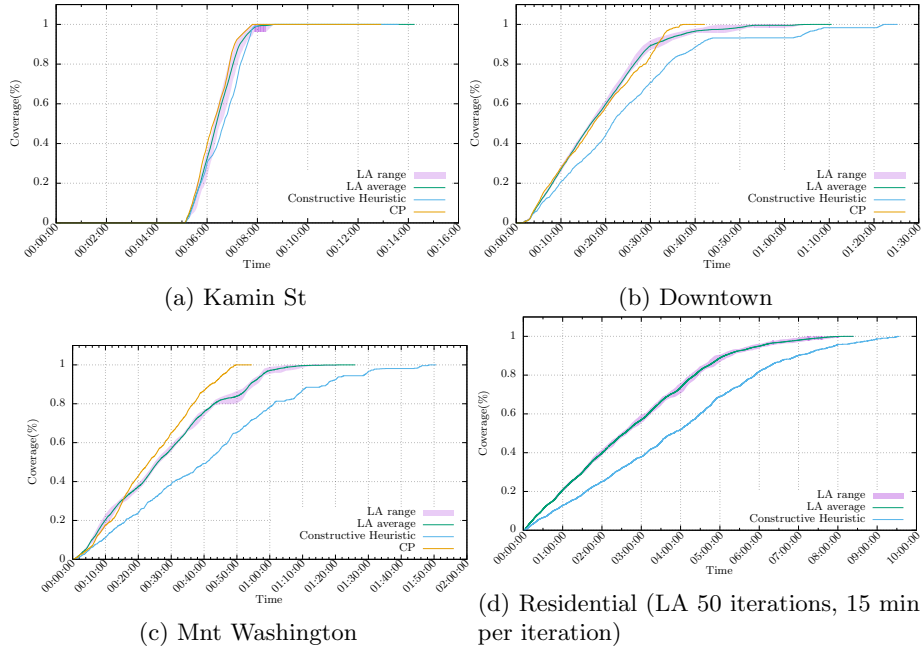 1
0.8
0.6
0.4
0.2
0
Coverage(%)
LA range
LA average
Constructive Heuristic
CP
00:00:00
00:02:00
00:04:00
00:06:00
00:08:00
00:10:00
00:12:00
00:14:00
00:16:00
Time
(a) Kamin St
1
0.8
0.6
0.4
0.2
0
Coverage(%)
LA range
LA average
Constructive Heuristic
CP
00:00:00
00:10:00
00:20:00
00:30:00
00:40:00
00:50:00
01:00:00
01:10:00
01:20:00
01:30:00
Time
(b) Downtown
1
0.8
0.6
0.4
0.2
0
Coverage(%)
LA range
LA average
Constructive Heuristic
CP
00:00:00
00:10:00
00:20:00
00:30:00
00:40:00
00:50:00
01:00:00
01:10:00
01:20:00
01:30:00
01:40:00
01:50:00
02:00:00
Time
(c) Mnt Washington
1
0.8
0.6
0.4
0.2
0
Coverage(%)
LA range
LA average
Constructive Heuristic
00:00:00
01:00:00
02:00:00
03:00:00
04:00:00
05:00:00
06:00:00
07:00:00
08:00:00
09:00:00
10:00:00
Time
(d) Residential (LA 50 iterations, 15 min
per iteration)